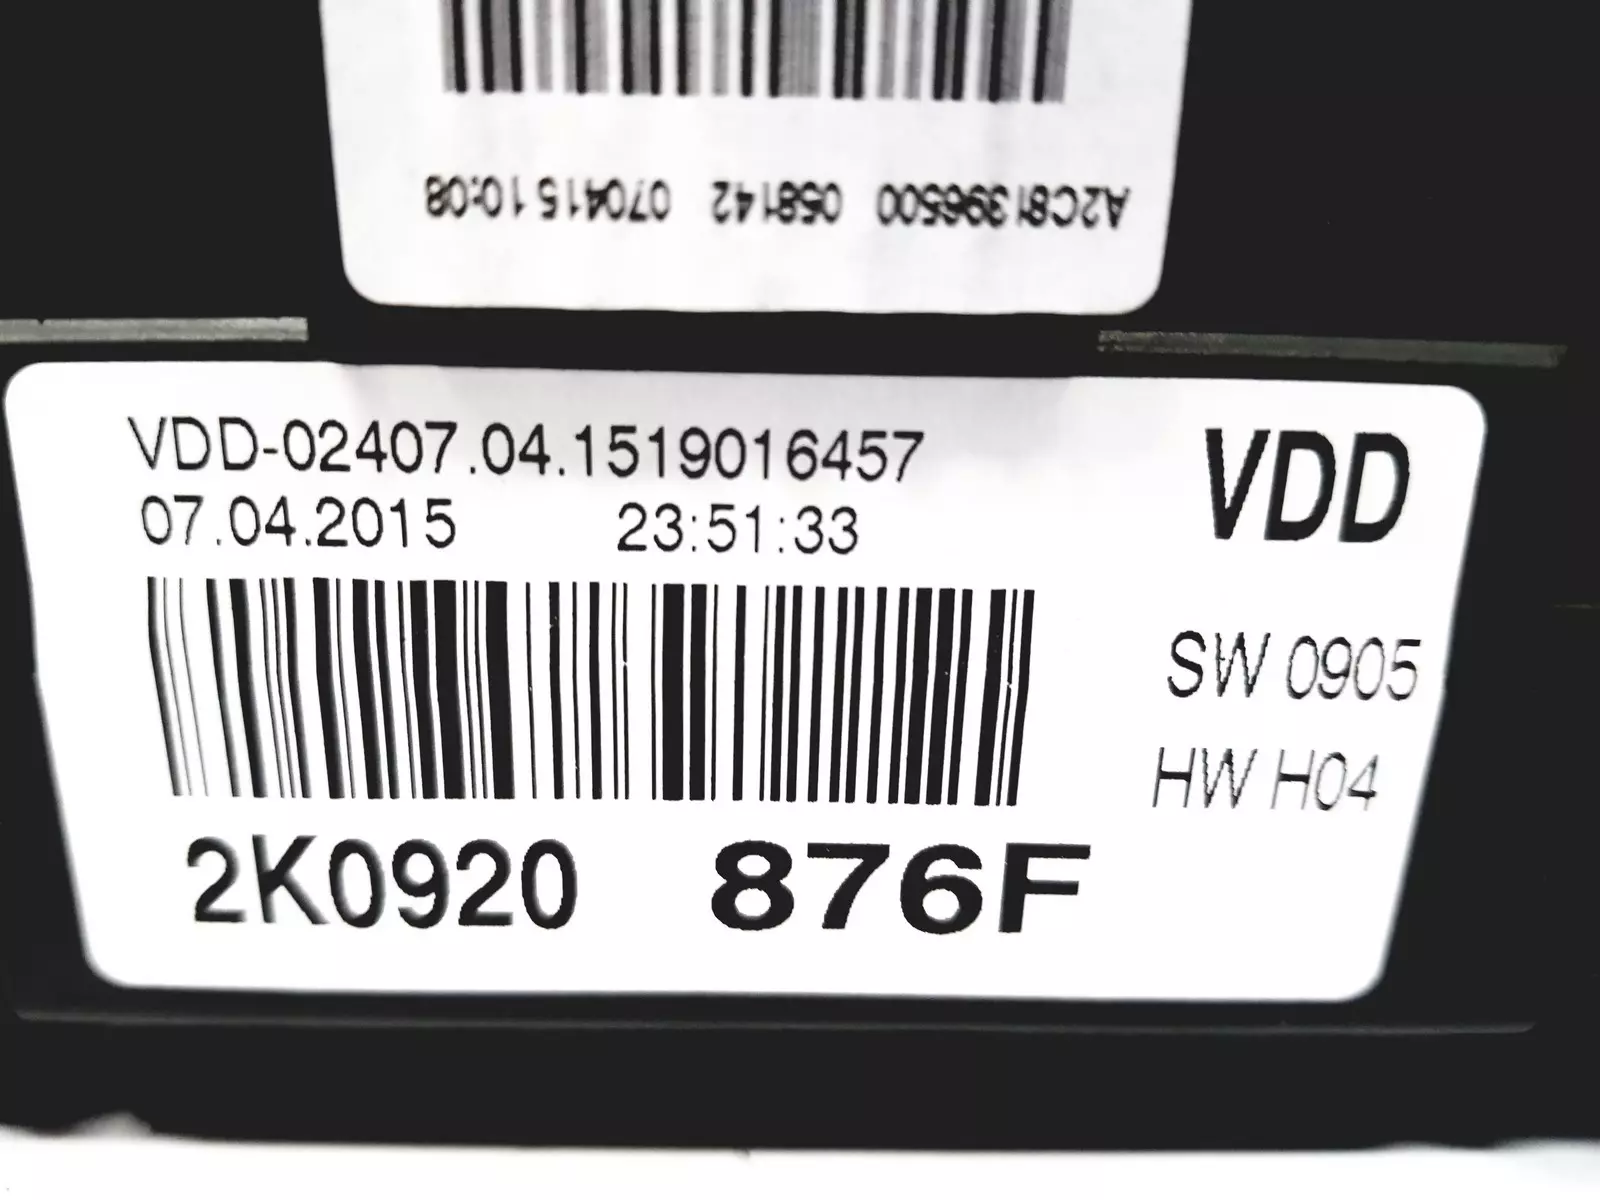 A2C81396500 058142 070415 10:08
VDD-02407.04.1519016457
07.04.2015 23:51:33
VDD
SW 0905
HW H04
2K0920 876F